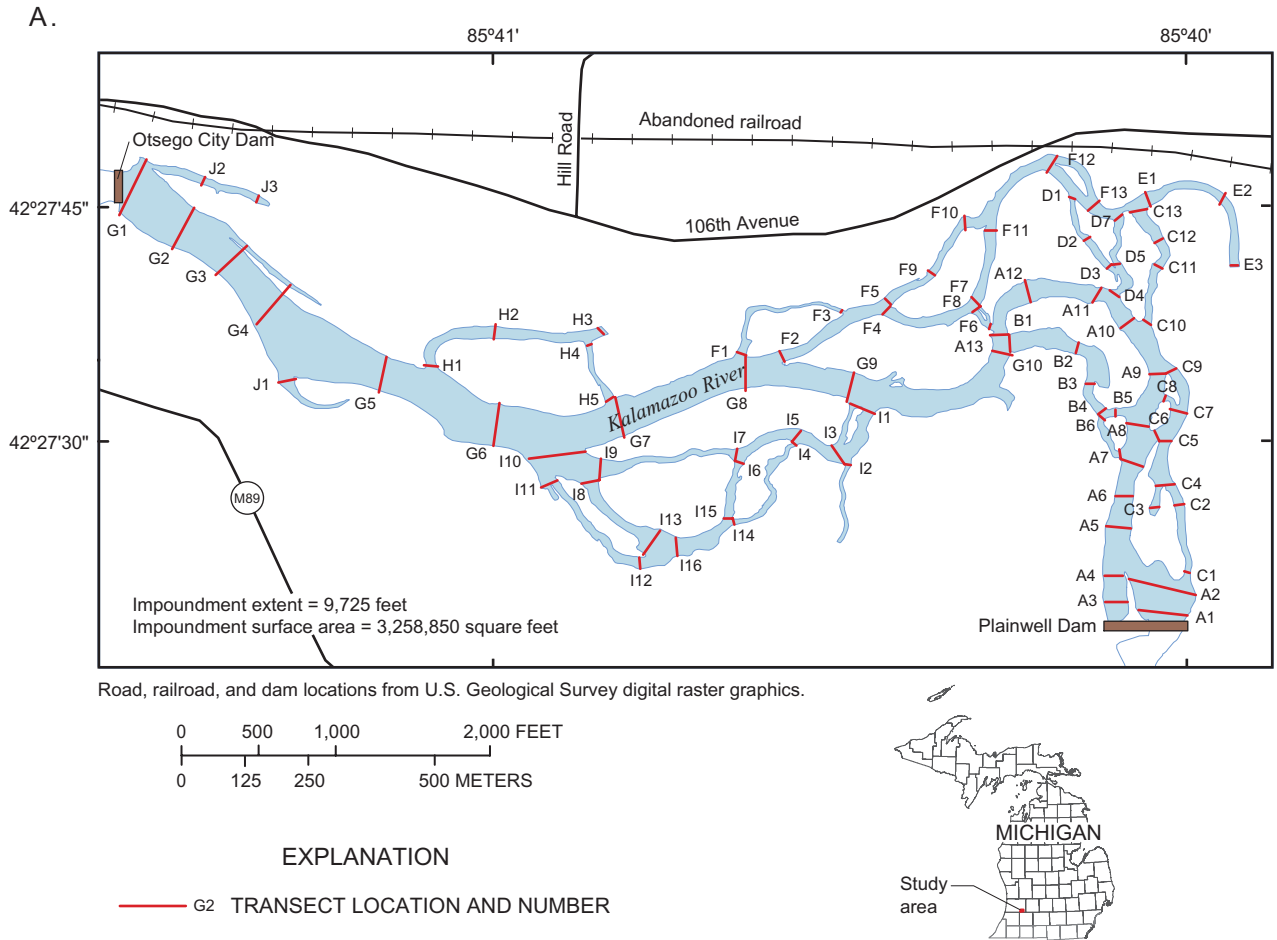 A.
85º41'
85º40'
Abandoned railroad
Otsego City Dam
Hill Road
106th Avenue
42°27'45"
42°27'30"
J2
J3
G1
G2
G3
G4
J1
G5
H1
H2
H3
H4
H5
G6
G7
Kalamazoo River
F1
G8
F2
F3
F4
F5
F6
F7
F8
F9
F10
F11
F12
F13
D1
D2
D3
D4
D5
D7
E1
E2
E3
C13
C12
C11
C10
C9
C8
C7
C6
C5
C4
C3
C2
C1
A13
A12
A11
A10
A9
A8
A7
A6
A5
A4
A3
A2
A1
B1
B2
B3
B4
B5
B6
G9
G10
I1
I2
I3
I4
I5
I6
I7
I8
I9
I10
I11
I12
I13
I14
I15
I16
M89
Plainwell Dam
Impoundment extent = 9,725 feet
Impoundment surface area = 3,258,850 square feet
Road, railroad, and dam locations from U.S. Geological Survey digital raster graphics.
0 500 1,000 2,000 FEET
0 125 250 500 METERS
EXPLANATION
G2 TRANSECT LOCATION AND NUMBER
MICHIGAN
Study
area